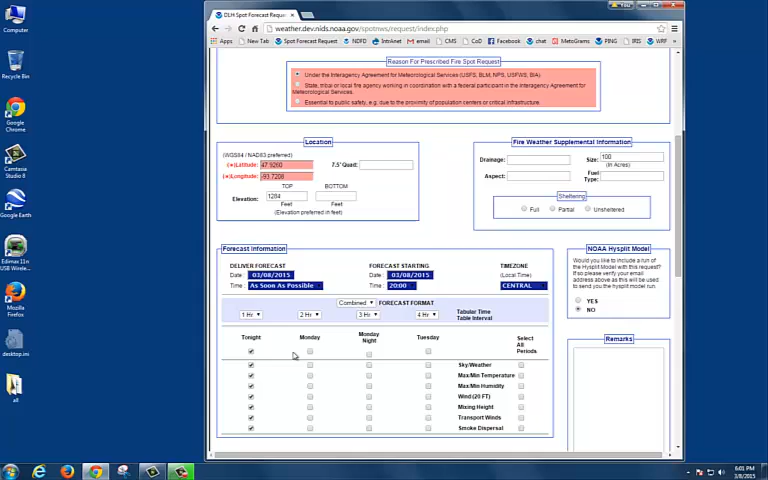 Computer
Recycle Bin
Google Chrome
Camtasia Studio 8
Google Earth
Edimax 11n USB Wirele...
Mozilla Firefox
desktop.ini
DLH Spot Forecast Reques
You
weather.dev.nids.noaa.gov/spotnws/request/index.php
Apps New Tab Spot Forecast Request NDFD IntrAnet email CMS CoD Facebook chat MetoGrams PING IRIS WRF
Reason For Prescribed Fire Spot Request
Under the Interagency Agreement for Meteorological Services (USFS, BLM, NPS, USFWS, BIA).
State, tribal or local fire agency working in coordination with a federal participant in the Interagency Agreement for Meteorological Services.
Essential to public safety, e.g. due to the proximity of population centers or critical infrastructure.
Location
(WGS84 / NAD83 preferred)
(*)Latitude: 47.9260 7.5' Quad:
(*)Longitude: -93.7208
TOP BOTTOM
Elevation: 1284
Feet Feet
(Elevation preferred in feet)
Fire Weather Supplemental Information
Drainage: Size: 100
(In Acres)
Aspect: Fuel Type:
Sheltering
Full Partial Unsheltered
Forecast Information
DELIVER FORECAST FORECAST STARTING TIMEZONE
Date : 03/08/2015 Date : 03/08/2015 (Local Time)
Time : As Soon As Possible Time : 20:00 CENTRAL
Combined FORECAST FORMAT
1 Hr 2 Hr 3 Hr 4 Hr Tabular Time Table Interval
Tonight Monday Monday Night Tuesday Select All Periods
Sky/Weather
Max/Min Temperature
Max/Min Humidity
Wind (20 FT)
Mixing Height
Transport Winds
Smoke Dispersal
NOAA Hysplit Model
Would you like to include a run of
the Hysplit Model with this request?
If so please verify your email
address above as this will be used
to send you the hysplit model run.
YES
NO
Remarks
6:01 PM
3/8/2015